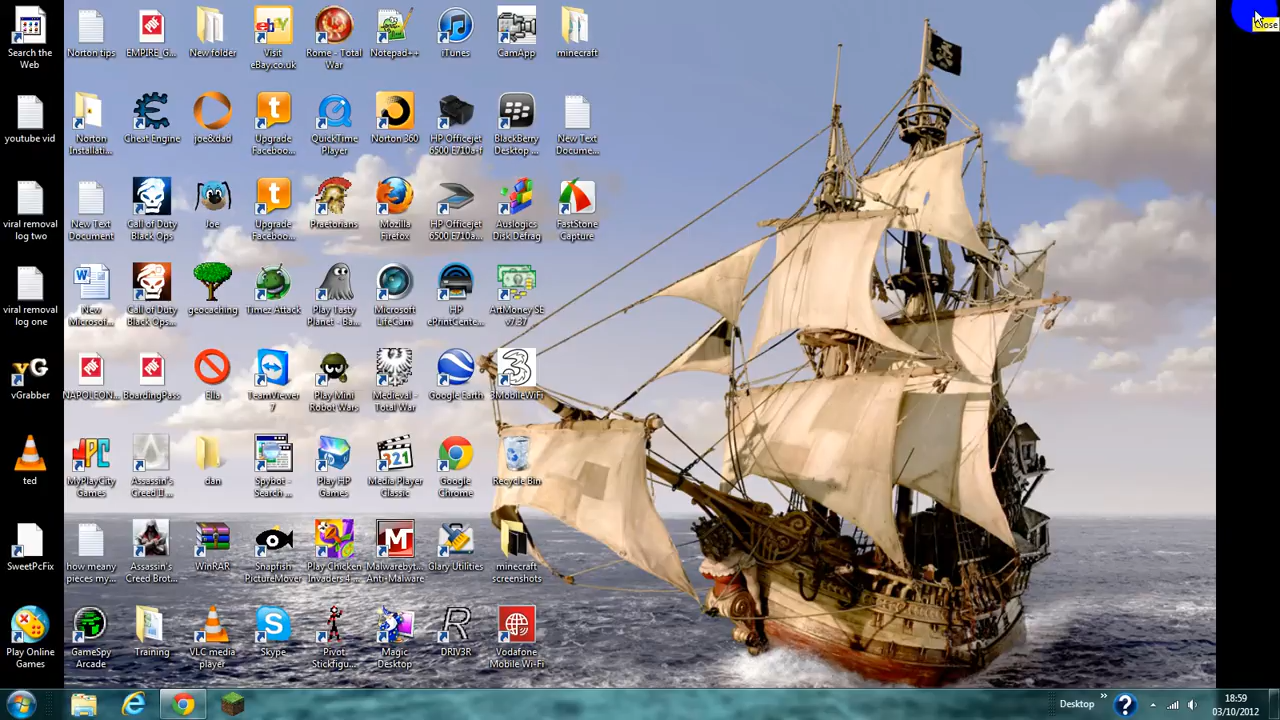 Search the
Web
Norton tips
EMPIRE_G...
New folder
Visit
eBay.co.uk
Rome - Total
War
Notepad++
iTunes
CamApp
minecraft
Close
youtube vid
Norton
Installati...
Cheat Engine
joe&dad
Upgrade
Faceboo...
QuickTime
Player
Norton 360
HP Officejet
6500 E710a-f
BlackBerry
Desktop ...
New Text
Docume...
viral removal
log two
New Text
Document
Call of Duty
Black Ops
Joe
Upgrade
Faceboo...
Praetorians
Mozilla
Firefox
HP Officejet
6500 E710a...
Auslogics
Disk Defrag
FastStone
Capture
viral removal
log one
New
Microsof...
Call of Duty
Black Ops...
geocaching
Timez Attack
Play Tasty
Planet - Ba...
Microsoft
LifeCam
HP
ePrintCente...
ArtMoney SE
v7.37
vGrabber
NAPOLEON...
BoardingPass
Ella
TeamViewer
7
Play Mini
Robot Wars
Medieval -
Total War
Google Earth
3MobileWiFi
ted
MyPlayCity
Games
Assassin's
Creed II ...
dan
Spybot -
Search ...
Play HP
Games
Media Player
Classic
Google
Chrome
Recycle Bin
SweetPcFix
how meany
pieces my...
Assassin's
Creed Brot...
WinRAR
Snapfish
PictureMover
Play Chicken
Invaders 4 ...
Malwarebyt...
Anti-Malware
Glary Utilities
minecraft
screenshots
Play Online
Games
GameSpy
Arcade
Training
VLC media
player
Skype
Pivot
Stickfigu...
Magic
Desktop
DRIV3R
Vodafone
Mobile Wi-Fi
Desktop
18:59
03/10/2012